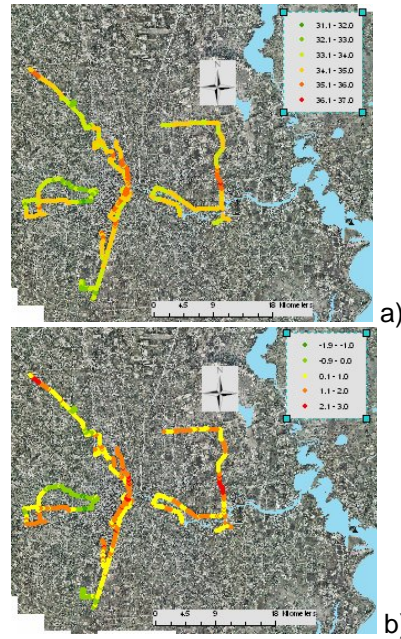 31.1 - 32.0
32.1 - 33.0
33.1 - 34.0
34.1 - 35.0
35.1 - 36.0
36.1 - 37.0
N
0 4.5 9 18 Kilometers
a)
-1.9 - -1.0
-0.9 - 0.0
0.1 - 1.0
1.1 - 2.0
2.1 - 3.0
N
0 4.5 9 18 Kilometers
b)